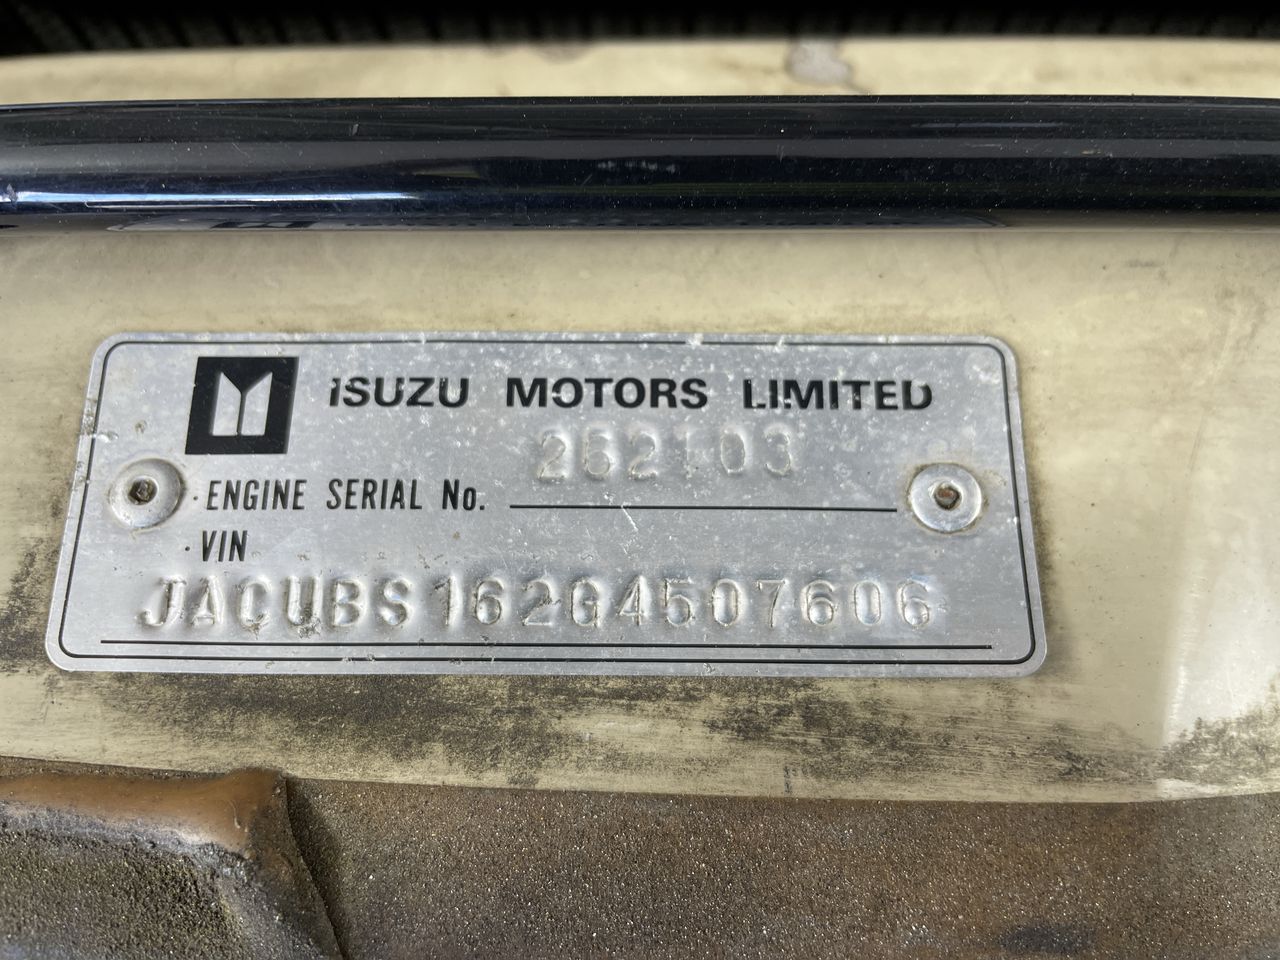 ISUZU MOTORS LIMITED
262103
ENGINE SERIAL No.
VIN
JACUBS162G4507606